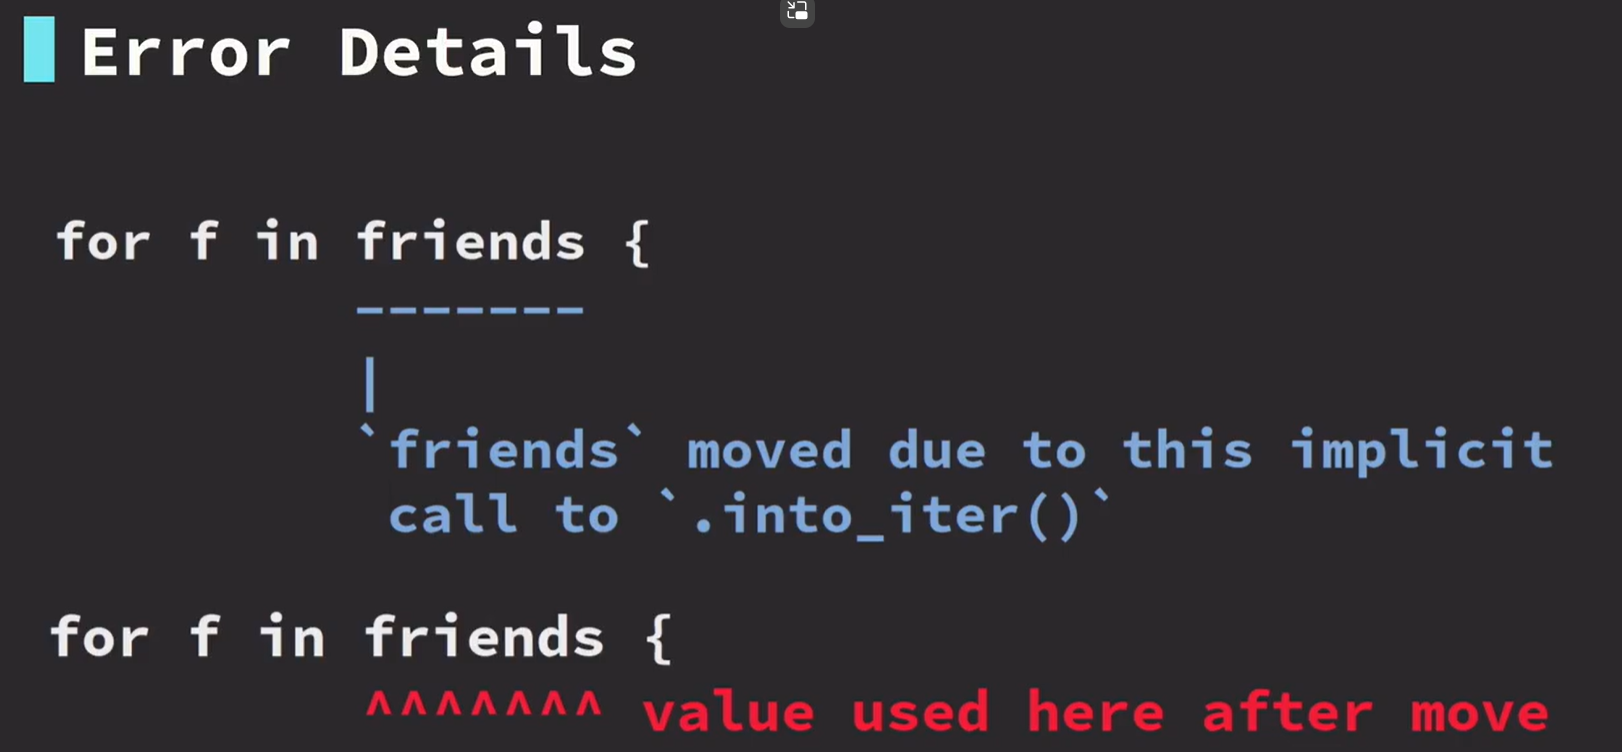 Error Details
for f in friends {
-------
|
`friends` moved due to this implicit
call to `.into_iter()`
for f in friends {
^^^^^^^ value used here after move